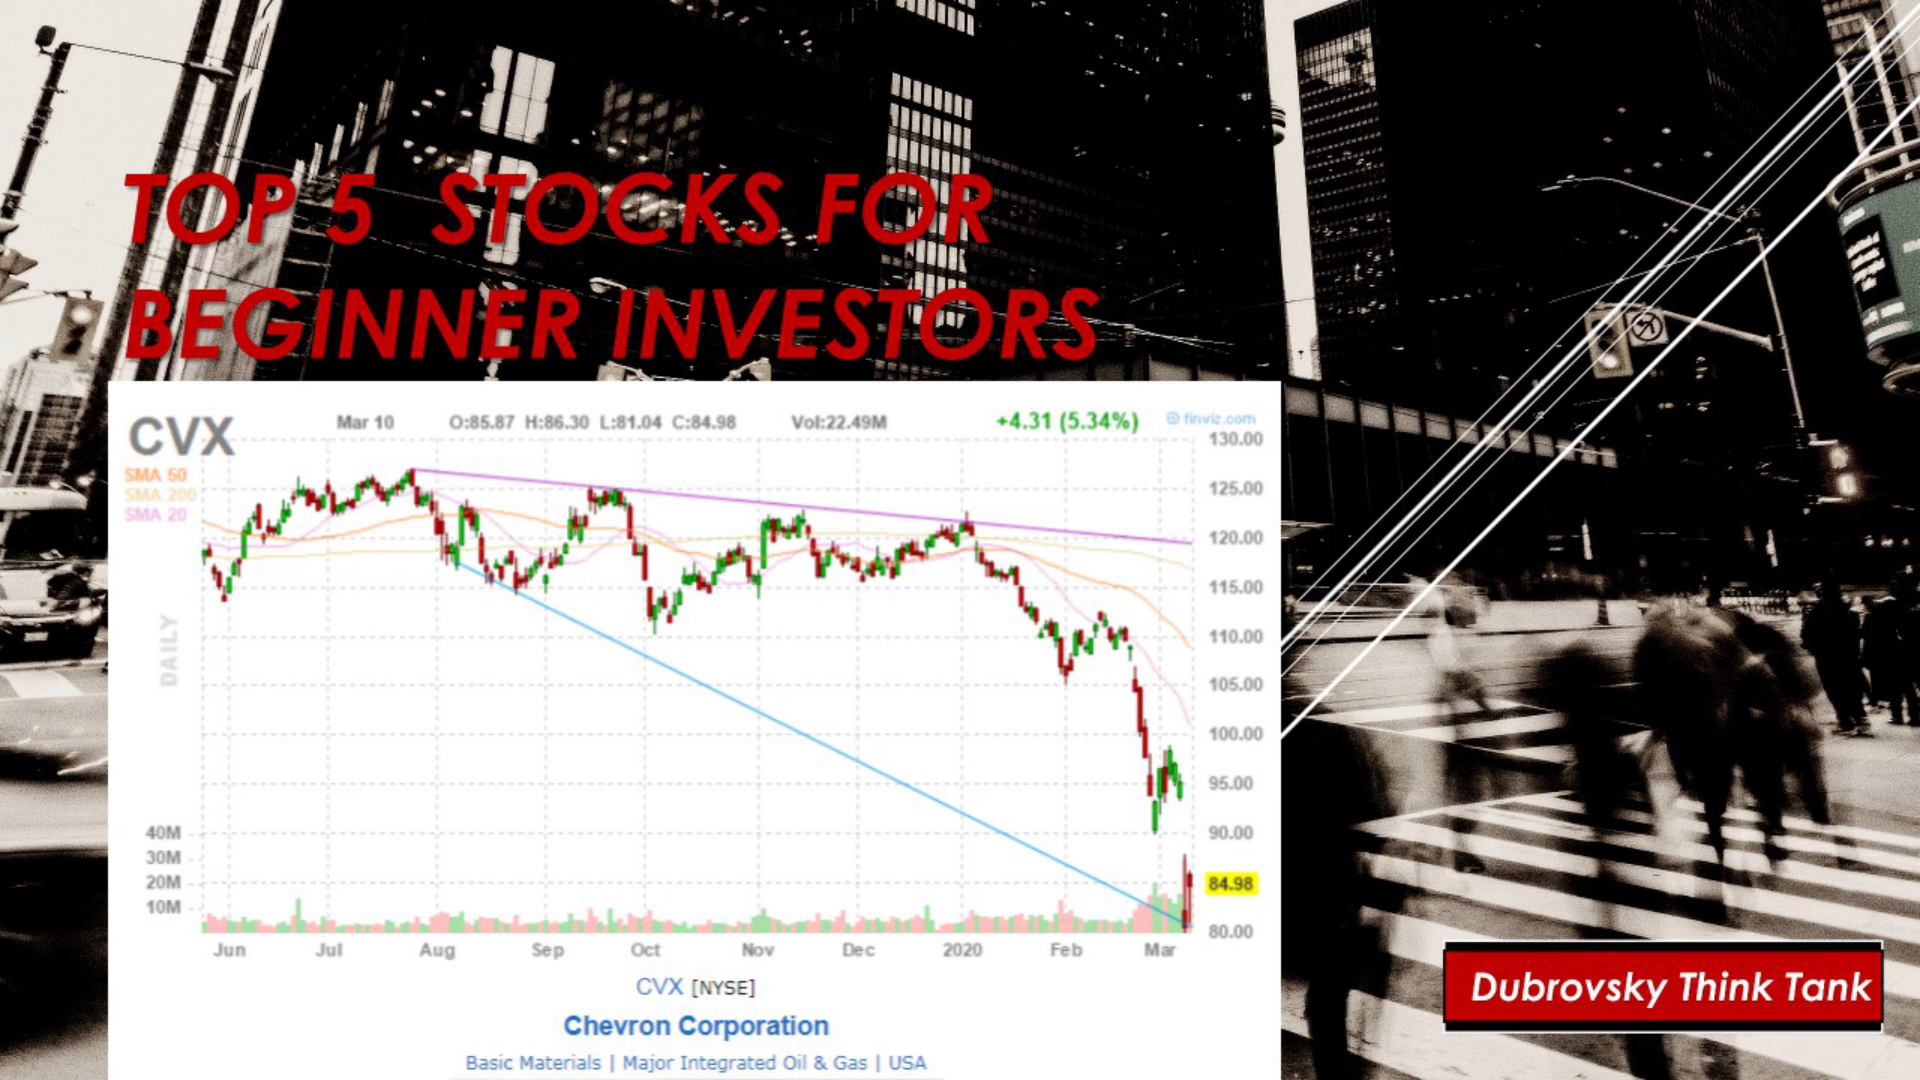 TOP 5 STOCKS FOR
BEGINNER INVESTORS
CVX
Mar 10 O:85.87 H:86.30 L:81.04 C:84.98 Vol:22.49M +4.31 (5.34%) finviz.com
SMA 50
SMA 200
SMA 20
DAILY
130.00
125.00
120.00
115.00
110.00
105.00
100.00
95.00
90.00
84.98
80.00
40M
30M
20M
10M
Jun Jul Aug Sep Oct Nov Dec 2020 Feb Mar
CVX [NYSE]
Chevron Corporation
Basic Materials | Major Integrated Oil & Gas | USA
Dubrovsky Think Tank